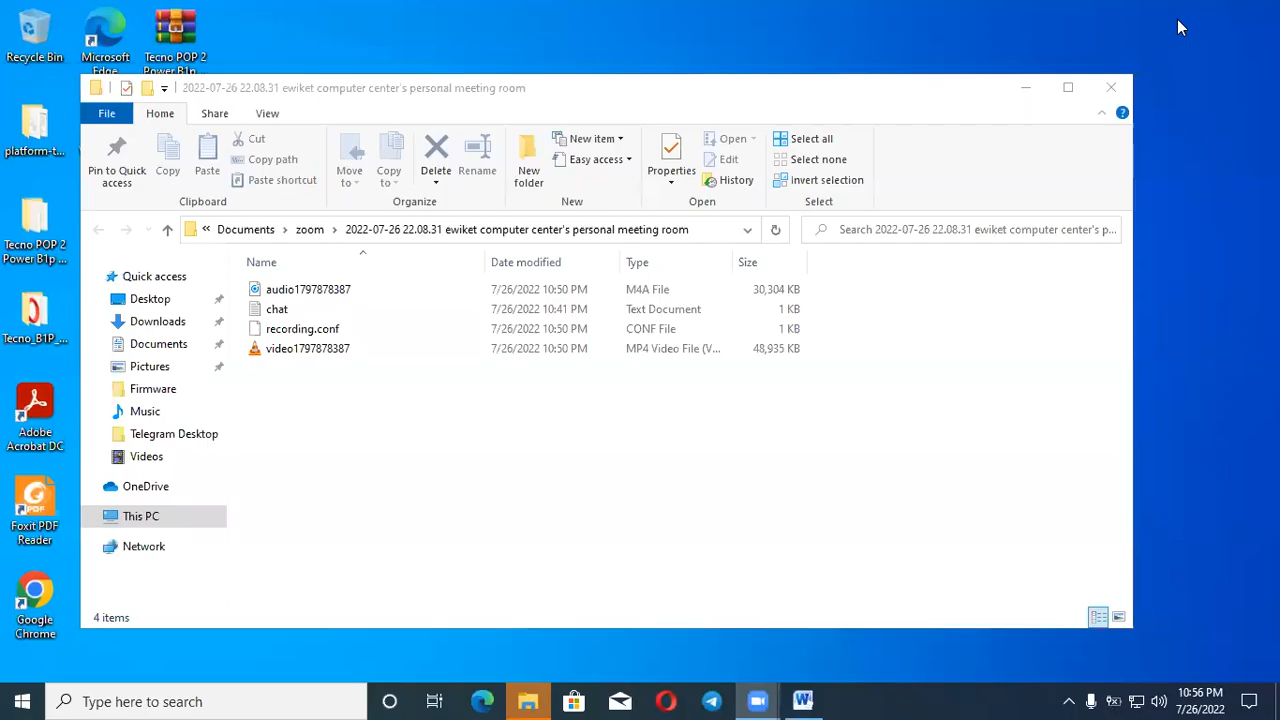 Recycle Bin
Microsoft Edge
Tecno POP 2 Power B1p ...
platform-t...
Tecno POP 2 Power B1p ...
Tecno_B1P_...
Adobe Acrobat DC
Foxit PDF Reader
Google Chrome
2022-07-26 22.08.31 ewiket computer center's personal meeting room
File Home Share View
Pin to Quick access
Copy
Paste
Cut
Copy path
Paste shortcut
Clipboard
Move to
Copy to
Delete
Rename
Organize
New folder
New item
Easy access
New
Properties
Open
Edit
History
Open
Select all
Select none
Invert selection
Select
« Documents > zoom > 2022-07-26 22.08.31 ewiket computer center's personal meeting room
Search 2022-07-26 22.08.31 ewiket computer center's p...
Quick access
Desktop
Downloads
Documents
Pictures
Firmware
Music
Telegram Desktop
Videos
OneDrive
This PC
Network
Name Date modified Type Size
audio1797878387 7/26/2022 10:50 PM M4A File 30,304 KB
chat 7/26/2022 10:41 PM Text Document 1 KB
recording.conf 7/26/2022 10:50 PM CONF File 1 KB
video1797878387 7/26/2022 10:50 PM MP4 Video File (V... 48,935 KB
4 items
Type here to search
10:56 PM
7/26/2022